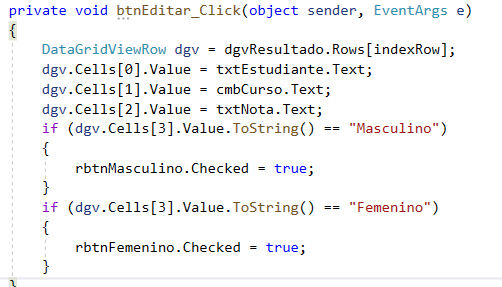 private void btnEditar_Click(object sender, EventArgs e)
{
    DataGridViewRow dgv = dgvResultado.Rows[indexRow];
    dgv.Cells[0].Value = txtEstudiante.Text;
    dgv.Cells[1].Value = cmbCurso.Text;
    dgv.Cells[2].Value = txtNota.Text;
    if (dgv.Cells[3].Value.ToString() == "Masculino")
    {
        rbtnMasculino.Checked = true;
    }
    if (dgv.Cells[3].Value.ToString() == "Femenino")
    {
        rbtnFemenino.Checked = true;
    }
}